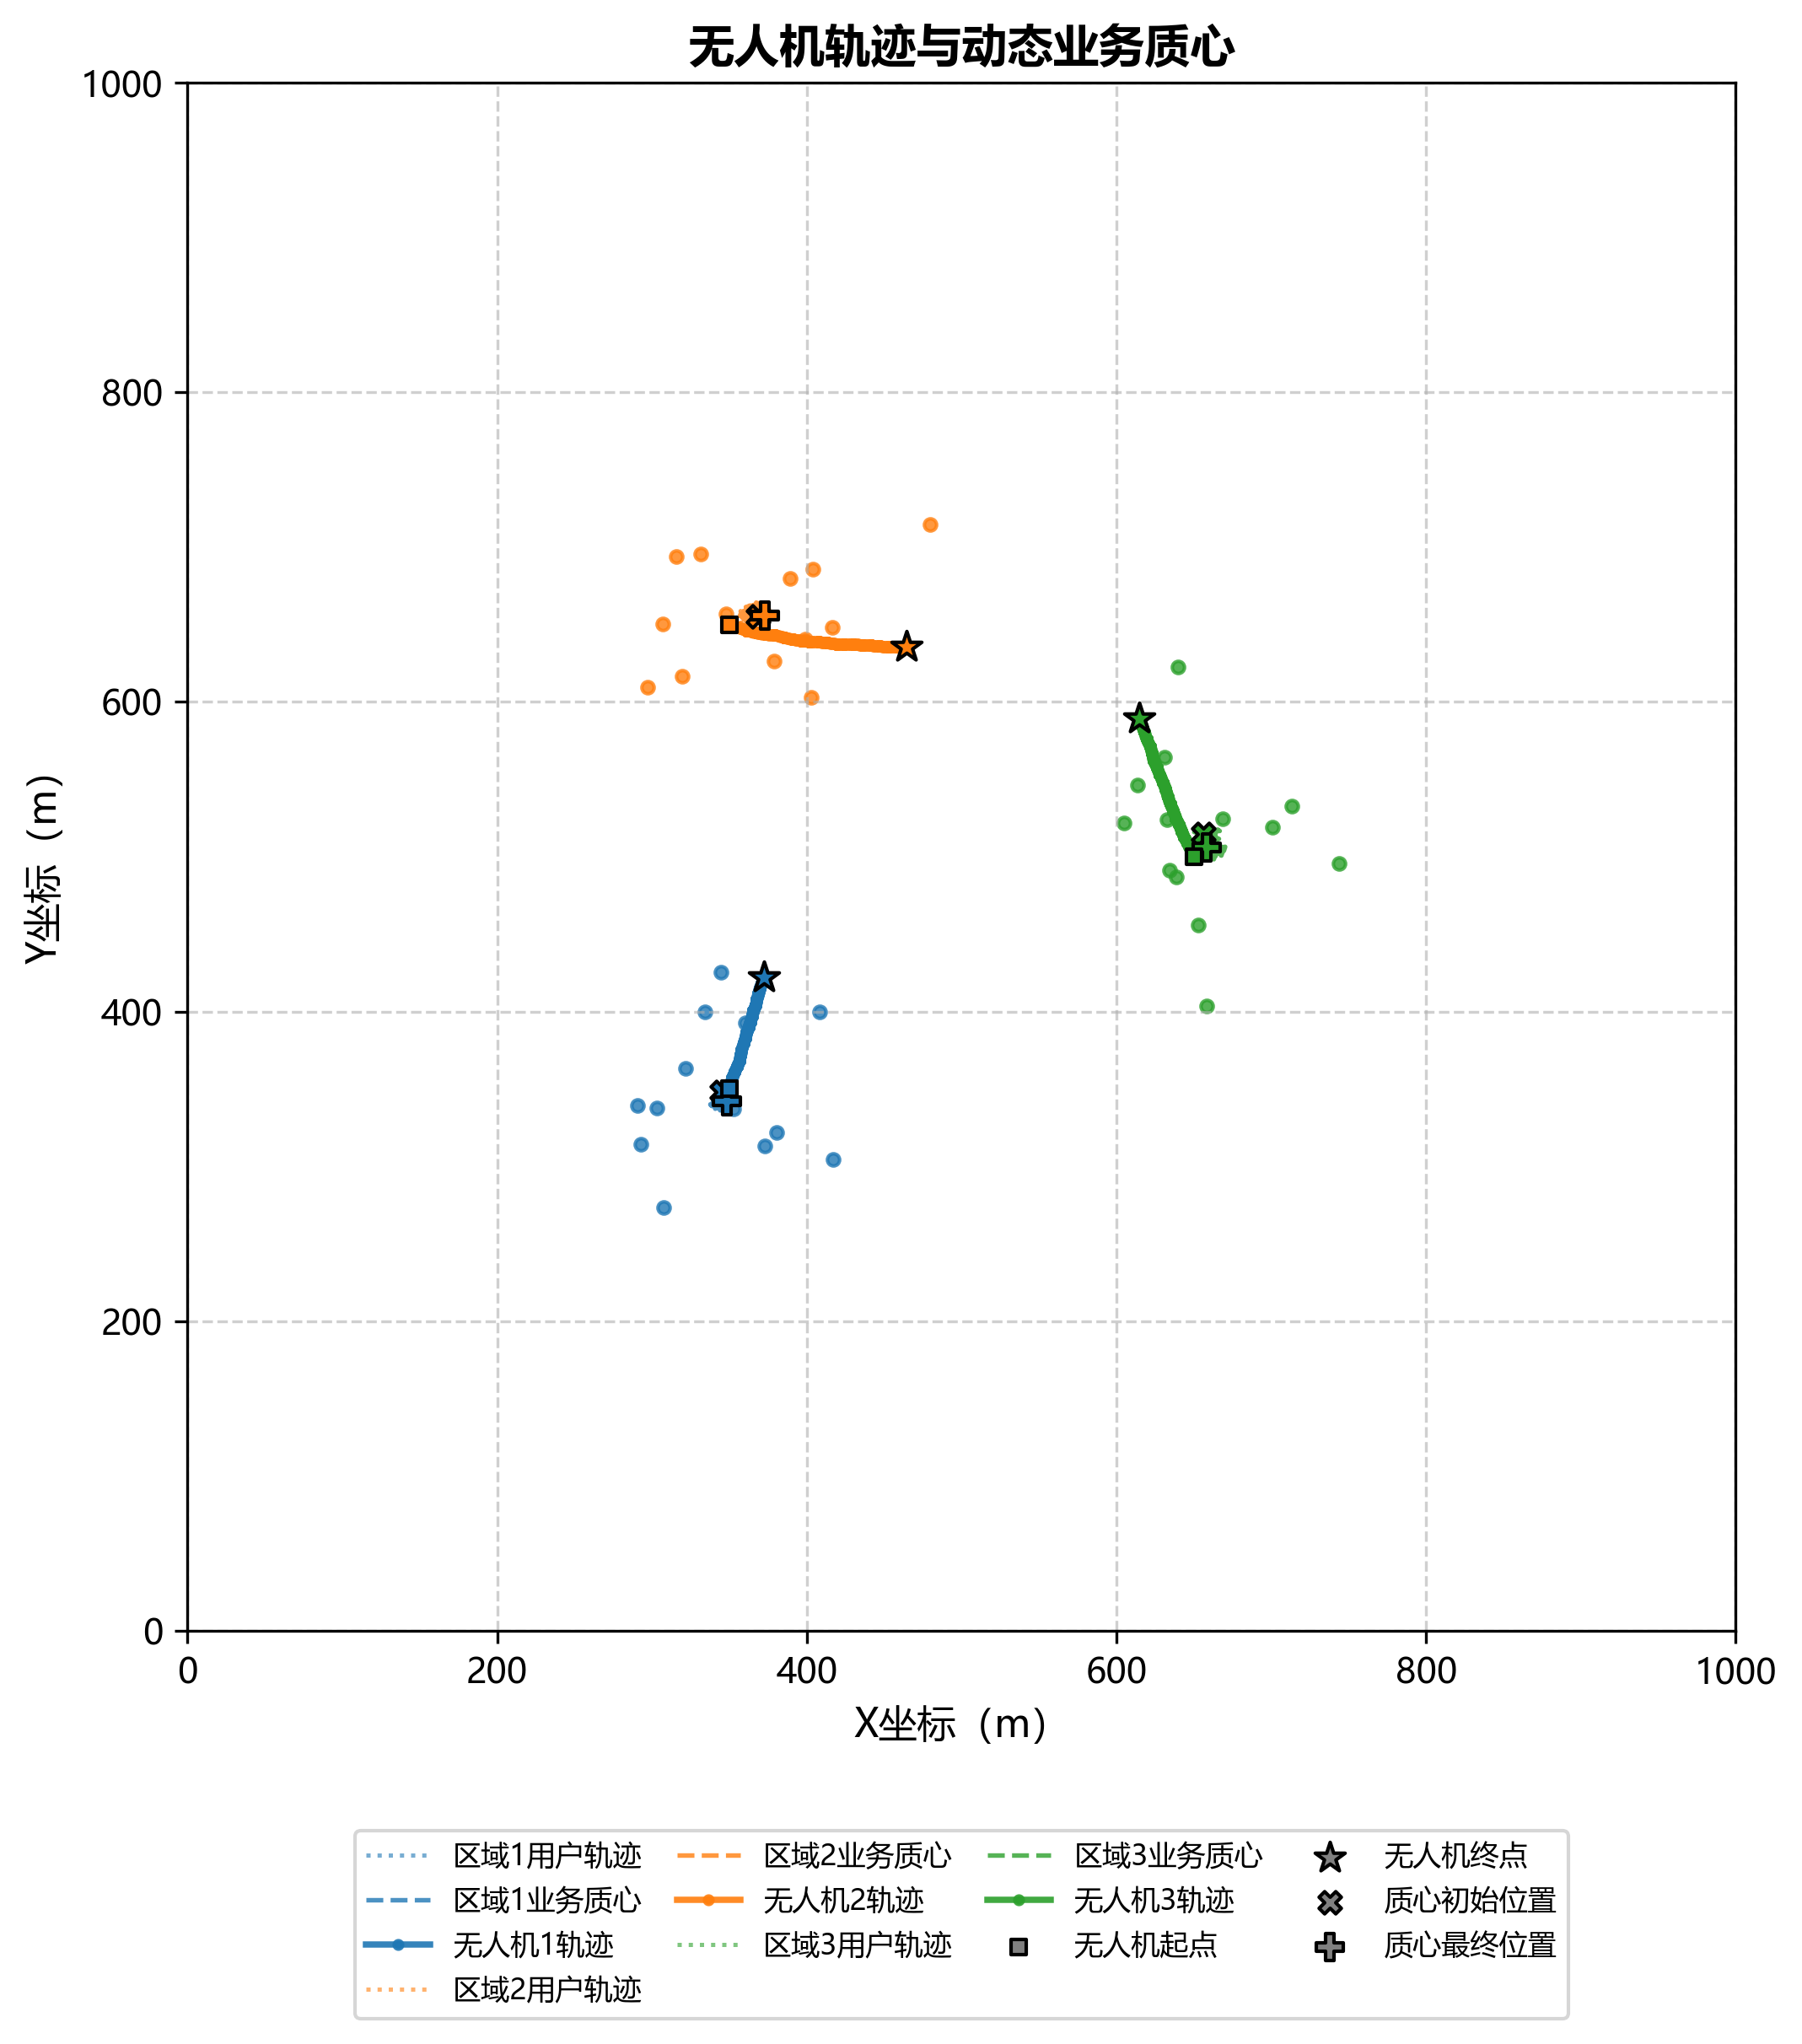 无人机轨迹与动态业务质心
1000
800
600
400
200
0
Y坐标（m）
0 200 400 600 800 1000
X坐标（m）
区域1用户轨迹 区域2业务质心 区域3业务质心 无人机终点
区域1业务质心 无人机2轨迹 无人机3轨迹 质心初始位置
无人机1轨迹 区域3用户轨迹 无人机起点 质心最终位置
区域2用户轨迹